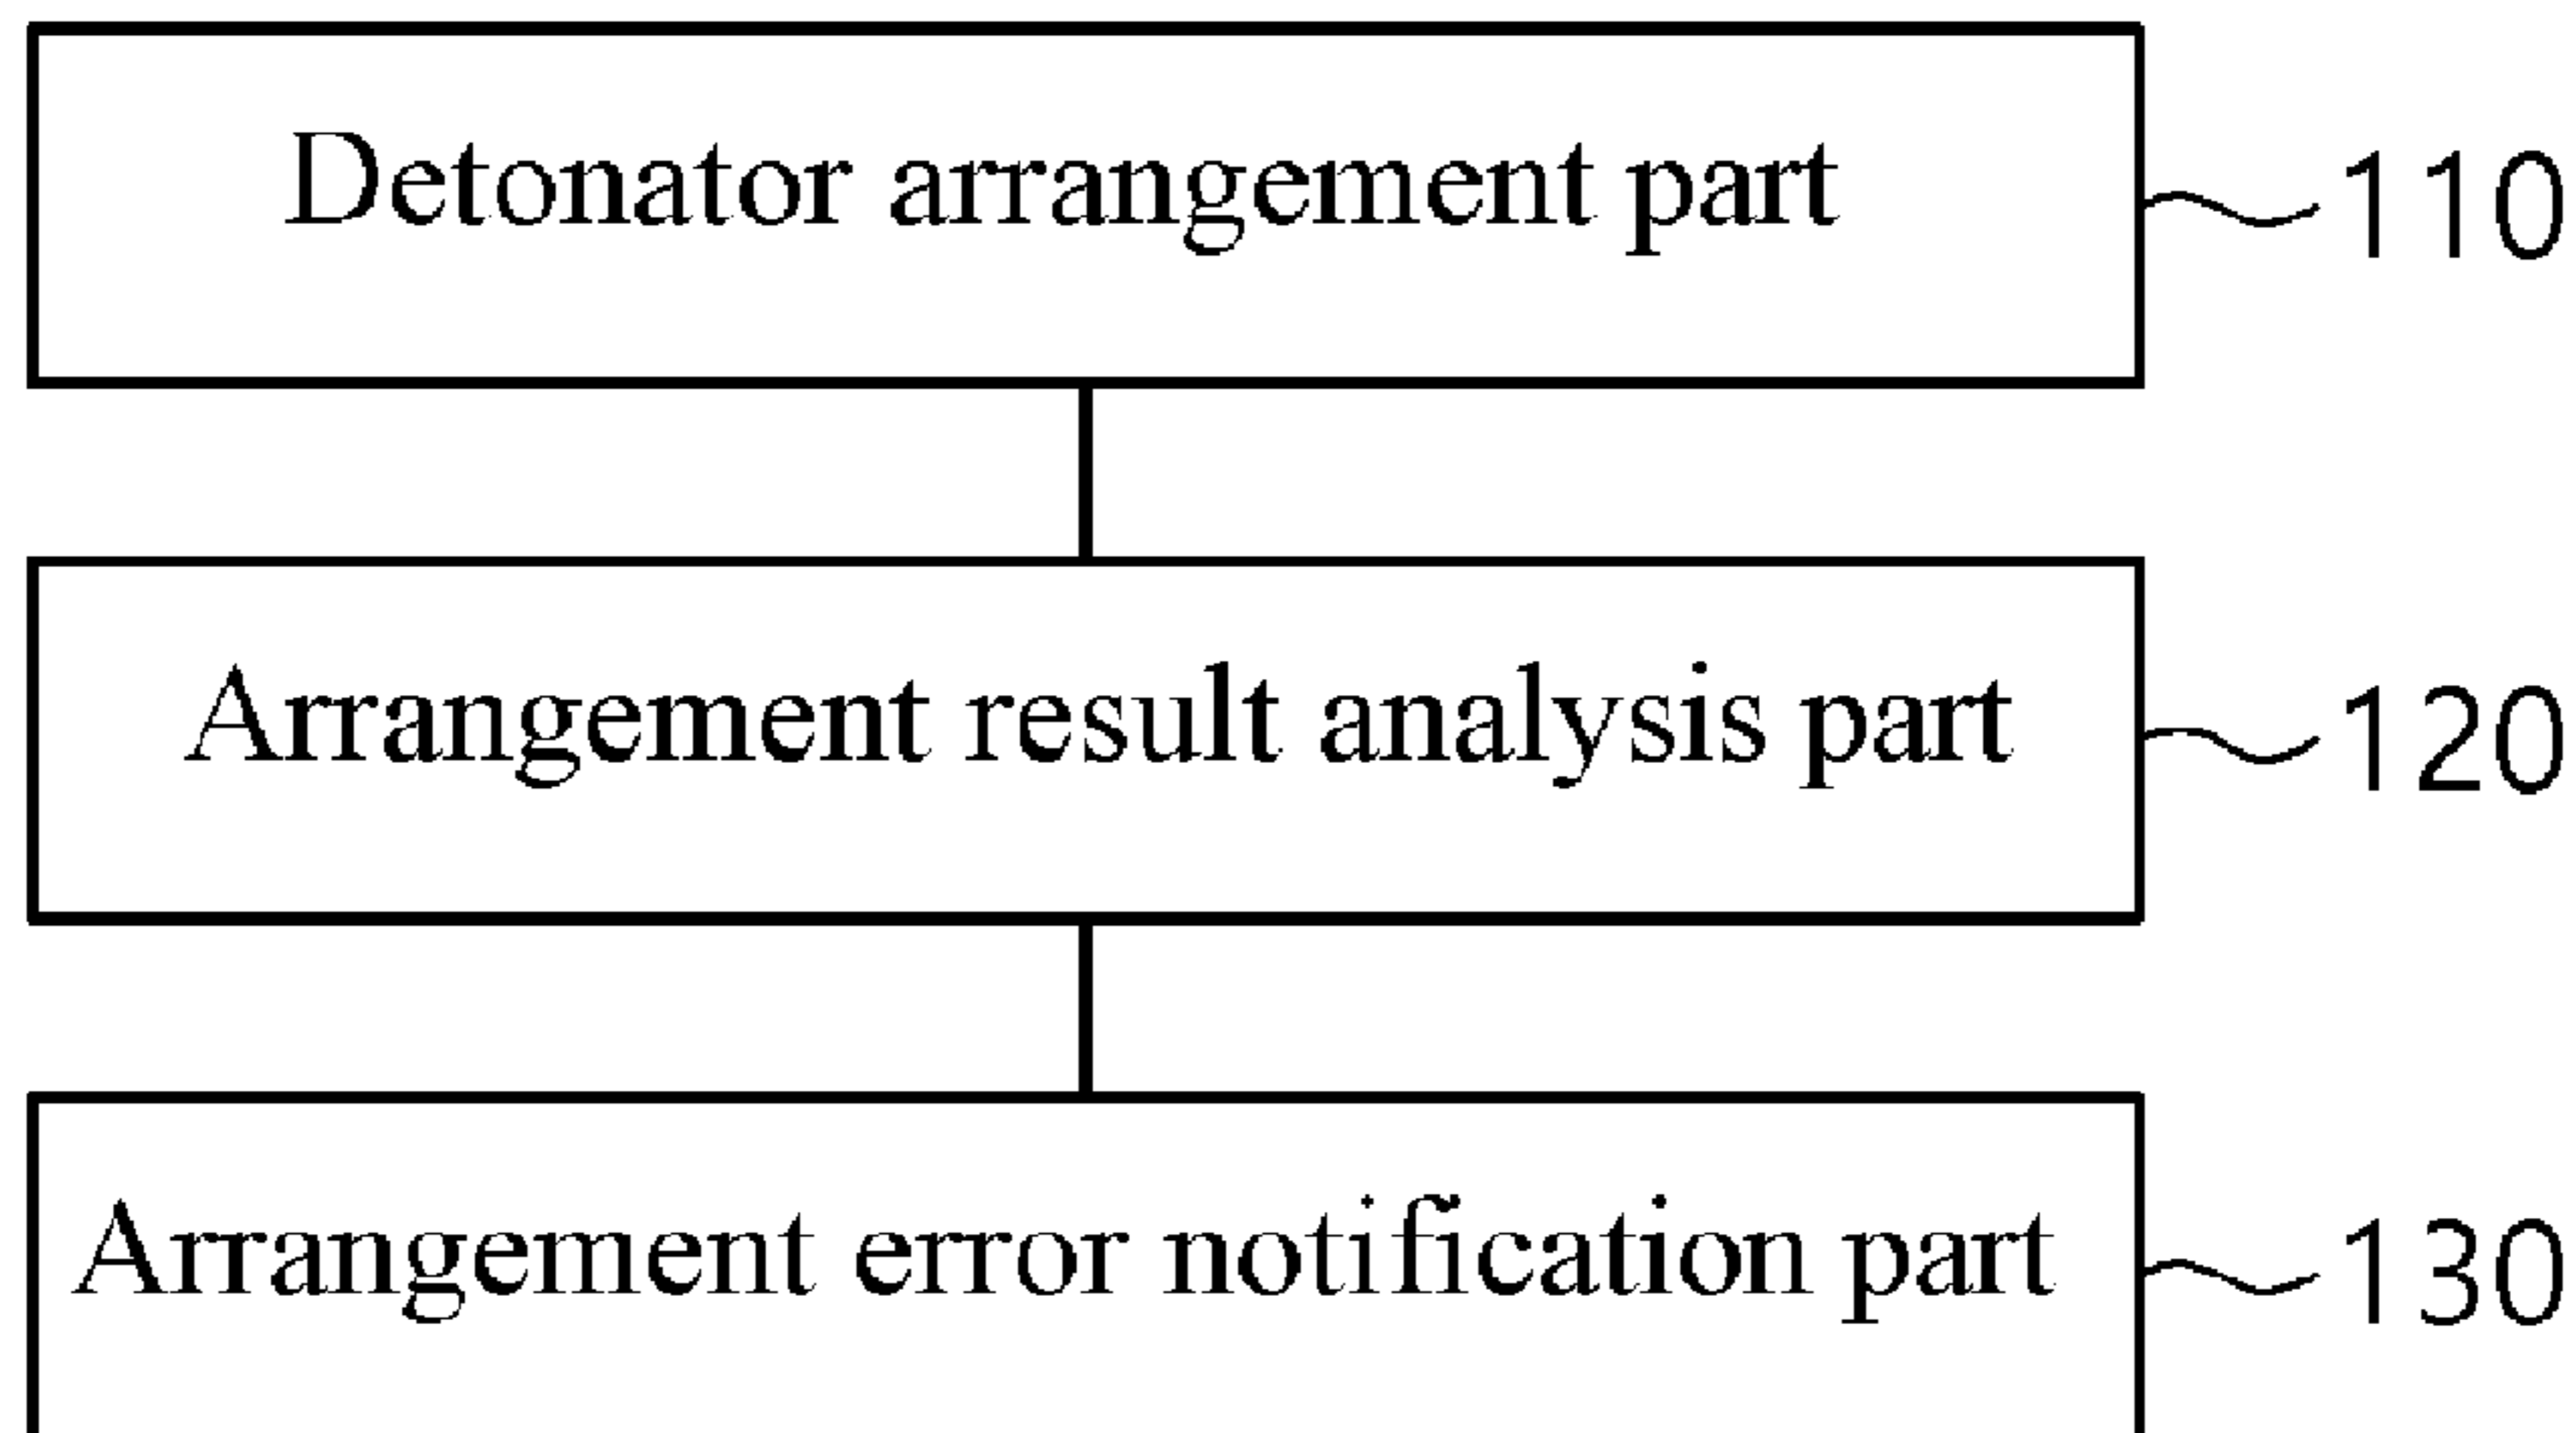 Detonator arrangement part 110
Arrangement result analysis part 120
Arrangement error notification part 130